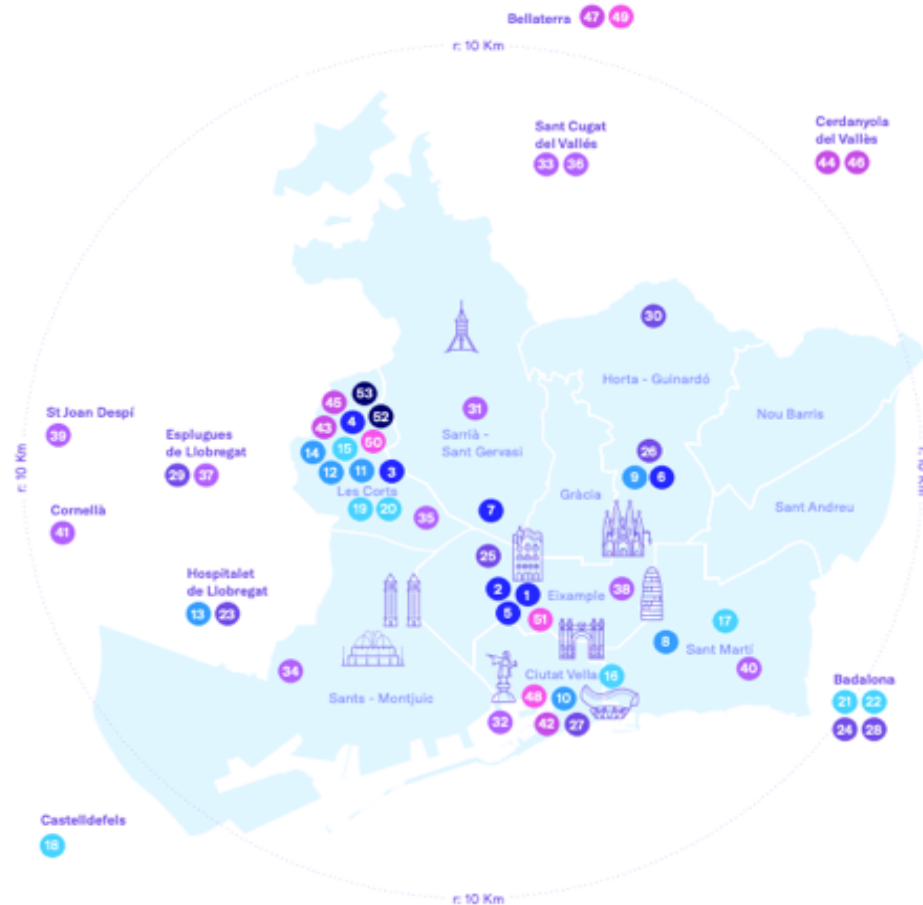 Bellaterra 47 49
r: 10 Km
Sant Cugat
del Vallés
33 36
Cerdanyola
del Vallès
44 46
30
Horta - Guinardó
Nou Barris
53
45
52
4
43
50
31
St Joan Despí
39
Sarrià -
Sant Gervasi
15
14
Esplugues
de Llobregat
29 37
12 11 3
26
9 6
r: 10 Km
r: 10 Km
Les Corts
Gràcia
Sant Andreu
19 20
35
7
Cornellà
41
25
Hospitalet
de Llobregat
13 23
2 1
5
51
Eixample
38
17
8
Sant Martí
40
34
Sants - Montjuic
Ciutat Vella
16
48 10
32
42 27
Badalona
21 22
24 28
Castelldefels
18
r: 10 Km